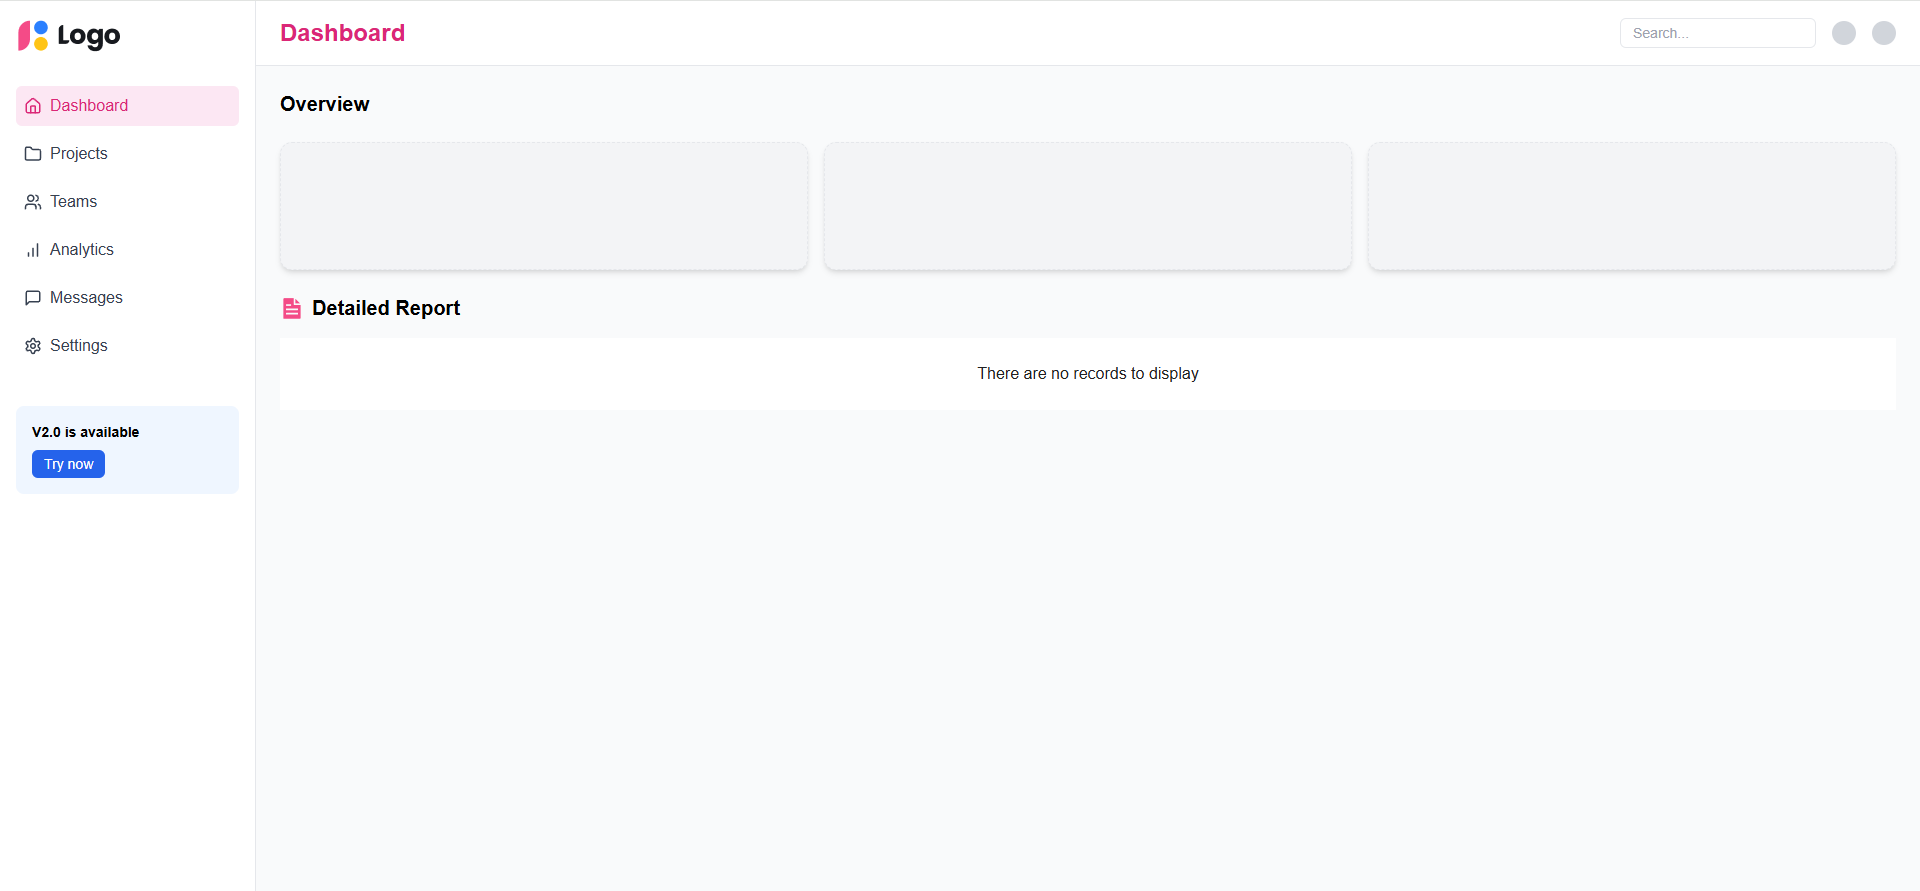 Logo
Dashboard
Projects
Teams
Analytics
Messages
Settings
V2.0 is available
Try now
Dashboard
Search...
Overview
Detailed Report
There are no records to display